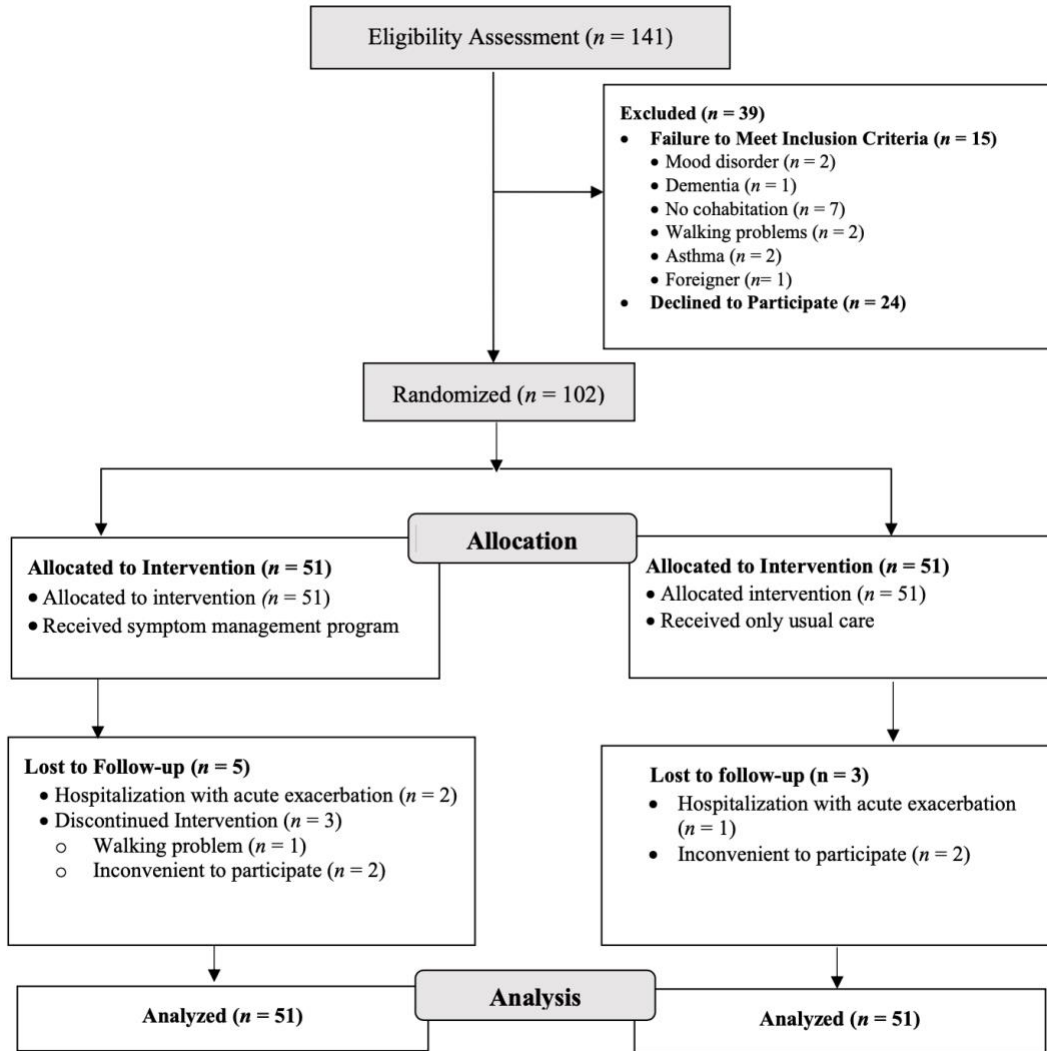 Eligibility Assessment (n = 141)
Excluded (n = 39)
• Failure to Meet Inclusion Criteria (n = 15)
• Mood disorder (n = 2)
• Dementia (n = 1)
• No cohabitation (n = 7)
• Walking problems (n = 2)
• Asthma (n = 2)
• Foreigner (n= 1)
• Declined to Participate (n = 24)
Randomized (n = 102)
Allocation
Allocated to Intervention (n = 51)
• Allocated to intervention (n = 51)
• Received symptom management program
Allocated to Intervention (n = 51)
• Allocated intervention (n = 51)
• Received only usual care
Lost to Follow-up (n = 5)
• Hospitalization with acute exacerbation (n = 2)
• Discontinued Intervention (n = 3)
o Walking problem (n = 1)
o Inconvenient to participate (n = 2)
Lost to follow-up (n = 3)
• Hospitalization with acute exacerbation
(n = 1)
• Inconvenient to participate (n = 2)
Analysis
Analyzed (n = 51)
Analyzed (n = 51)